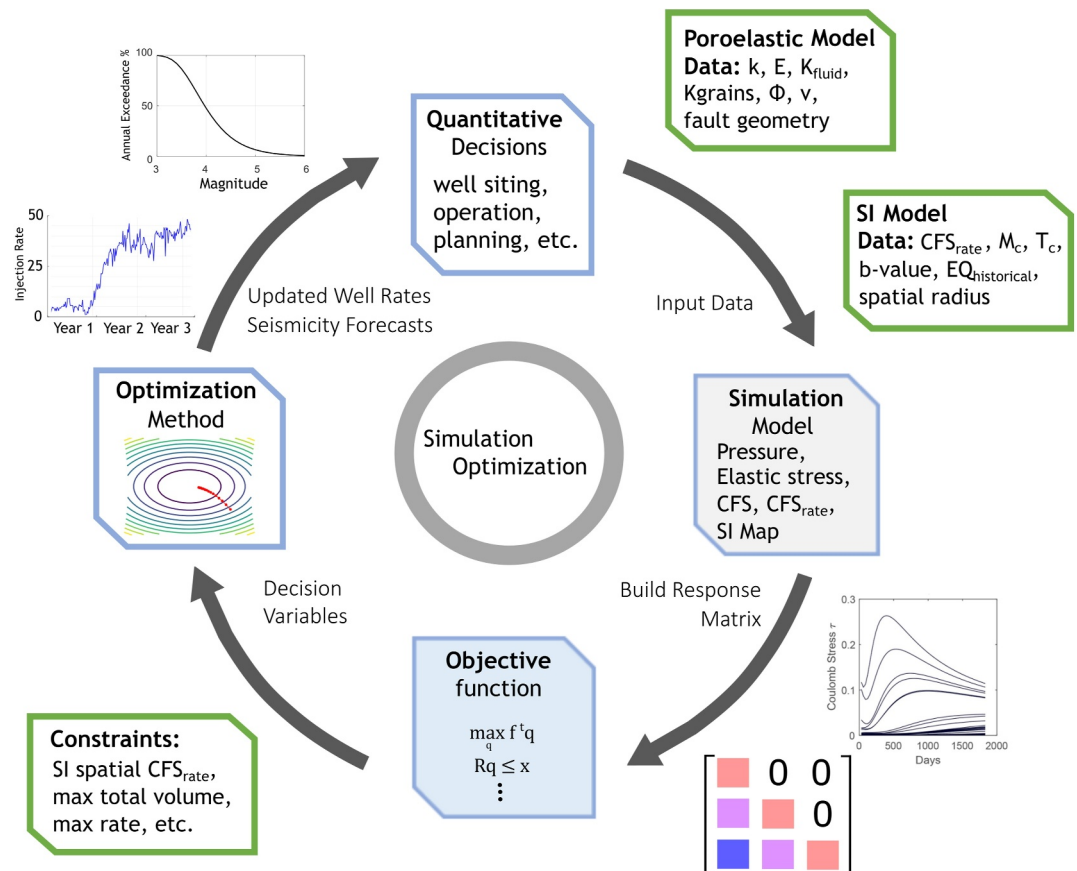 Poroelastic Model
Data: k, E, Kfluid,
Kgrains, Φ, ν,
fault geometry
Annual Exceedance %
100
50
0
3 4 5 6
Magnitude
Quantitative
Decisions
well siting,
operation,
planning, etc.
SI Model
Data: CFSrate, Mc, Tc,
b-value, EQhistorical,
spatial radius
Injection Rate
50
25
0
Year 1 Year 2 Year 3
Updated Well Rates
Seismicity Forecasts
Input Data
Optimization
Method
Simulation
Optimization
Simulation
Model
Pressure,
Elastic stress,
CFS, CFSrate,
SI Map
Decision
Variables
Build Response
Matrix
Coulomb Stress τ
0.3
0.2
0.1
0
0 500 1000 1500 2000
Days
Objective
function
max f t q
q
Rq ≤ x
⋮
Constraints:
SI spatial CFSrate,
max total volume,
max rate, etc.
0 0
0